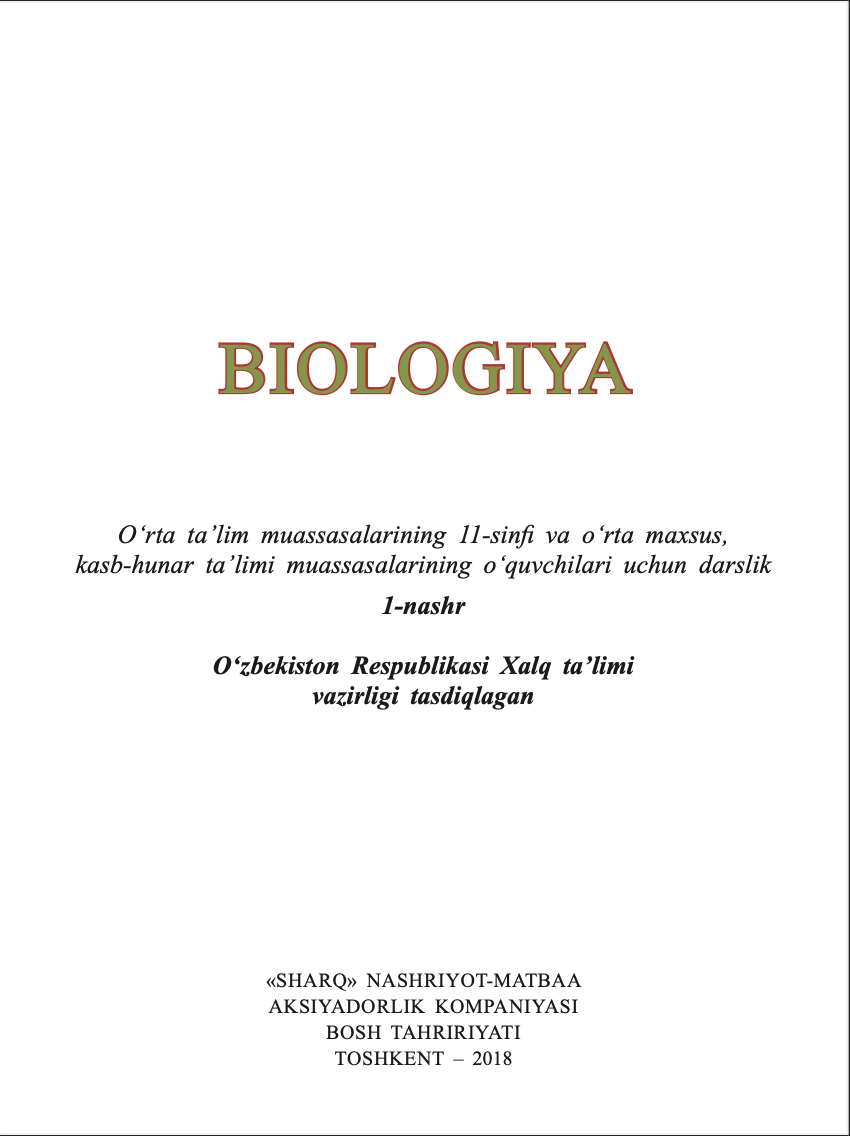 BIOLOGIYA
O‘rta ta’lim muassasalarining 11-sinfi va o‘rta maxsus,
kasb-hunar ta’limi muassasalarining o‘quvchilari uchun darslik
1-nashr
O‘zbekiston Respublikasi Xalq ta’limi
vazirligi tasdiqlagan
«SHARQ» NASHRIYOT-MATBAA
AKSIYADORLIK KOMPANIYASI
BOSH TAHRIRIYATI
TOSHKENT – 2018